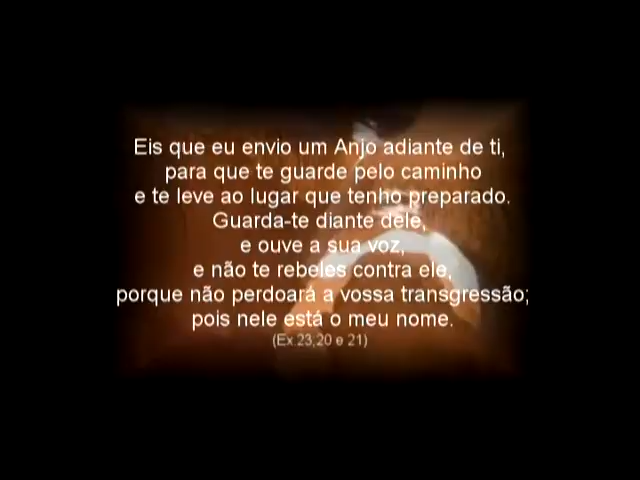 Eis que eu envio um Anjo adiante de ti,
para que te guarde pelo caminho
e te leve ao lugar que tenho preparado.
Guarda-te diante dele,
e ouve a sua voz,
e não te rebeles contra ele,
porque não perdoará a vossa transgressão;
pois nele está o meu nome.
(Ex.23,20 e 21)